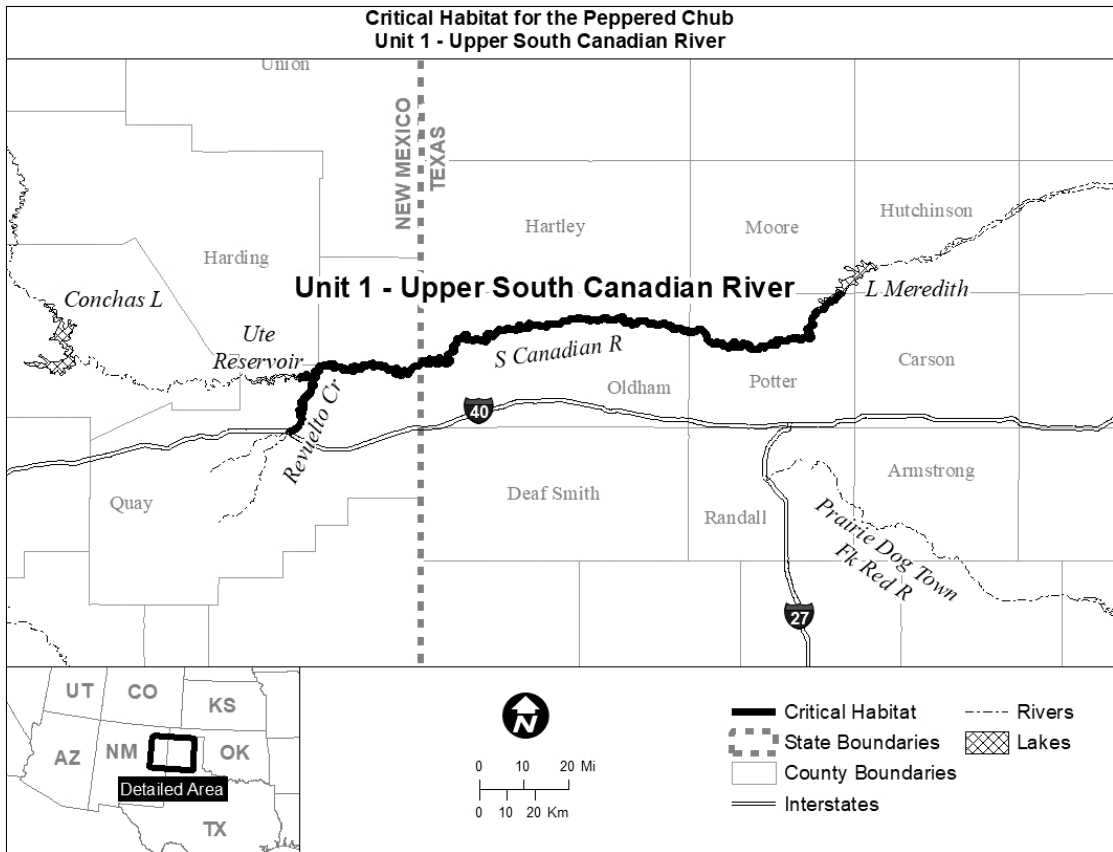 Critical Habitat for the Peppered Chub
Unit 1 - Upper South Canadian River
Union
NEW MEXICO
TEXAS
Hartley
Moore
Hutchinson
Harding
Unit 1 - Upper South Canadian River
Conchas L
L Meredith
Ute
Reservoir
S Canadian R
Oldham
Potter
Carson
40
Revuelto Cr
Quay
Deaf Smith
Randall
Armstrong
Prairie Dog Town
Fk Red R
27
UT
CO
KS
AZ
NM
OK
Detailed Area
TX
N
0 10 20 Mi
0 10 20 Km
Critical Habitat
State Boundaries
County Boundaries
Interstates
Rivers
Lakes